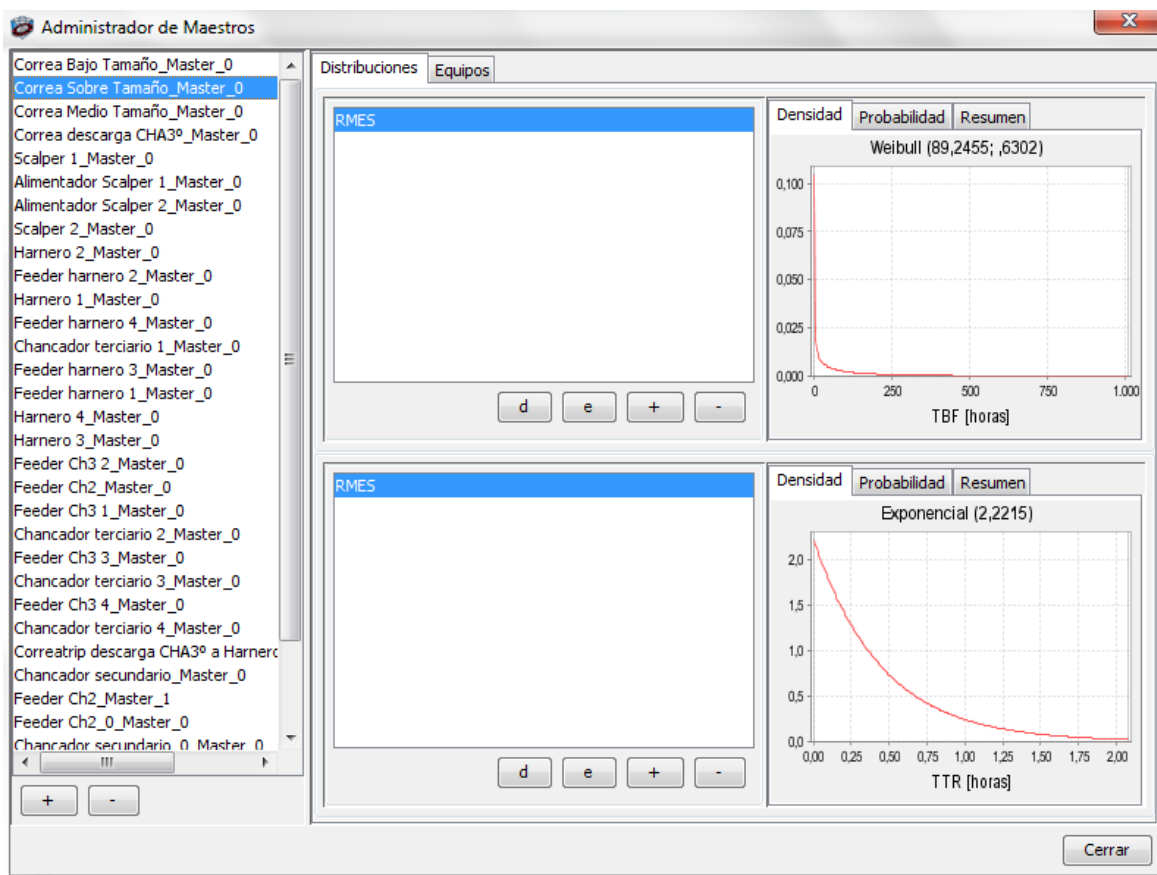 Administrador de Maestros
Correa Bajo Tamaño_Master_0
Correa Sobre Tamaño_Master_0
Correa Medio Tamaño_Master_0
Correa descarga CHA3º_Master_0
Scalper 1_Master_0
Alimentador Scalper 1_Master_0
Alimentador Scalper 2_Master_0
Scalper 2_Master_0
Harnero 2_Master_0
Feeder harnero 2_Master_0
Harnero 1_Master_0
Feeder harnero 4_Master_0
Chancador terciario 1_Master_0
Feeder harnero 3_Master_0
Feeder harnero 1_Master_0
Harnero 4_Master_0
Harnero 3_Master_0
Feeder Ch3 2_Master_0
Feeder Ch2_Master_0
Feeder Ch3 1_Master_0
Chancador terciario 2_Master_0
Feeder Ch3 3_Master_0
Chancador terciario 3_Master_0
Feeder Ch3 4_Master_0
Chancador terciario 4_Master_0
Correatrip descarga CHA3º a Harnerc
Chancador secundario_Master_0
Feeder Ch2_Master_1
Feeder Ch2_0_Master_0
Chancador secundario_0_Master_0
+ -
Distribuciones Equipos
RMES
d e + -
Densidad Probabilidad Resumen
Weibull (89,2455; ,6302)
0,100
0,075
0,050
0,025
0,000
0 250 500 750 1.000
TBF [horas]
RMES
d e + -
Densidad Probabilidad Resumen
Exponencial (2,2215)
2,0
1,5
1,0
0,5
0,0
0,00 0,25 0,50 0,75 1,00 1,25 1,50 1,75 2,00
TTR [horas]
Cerrar